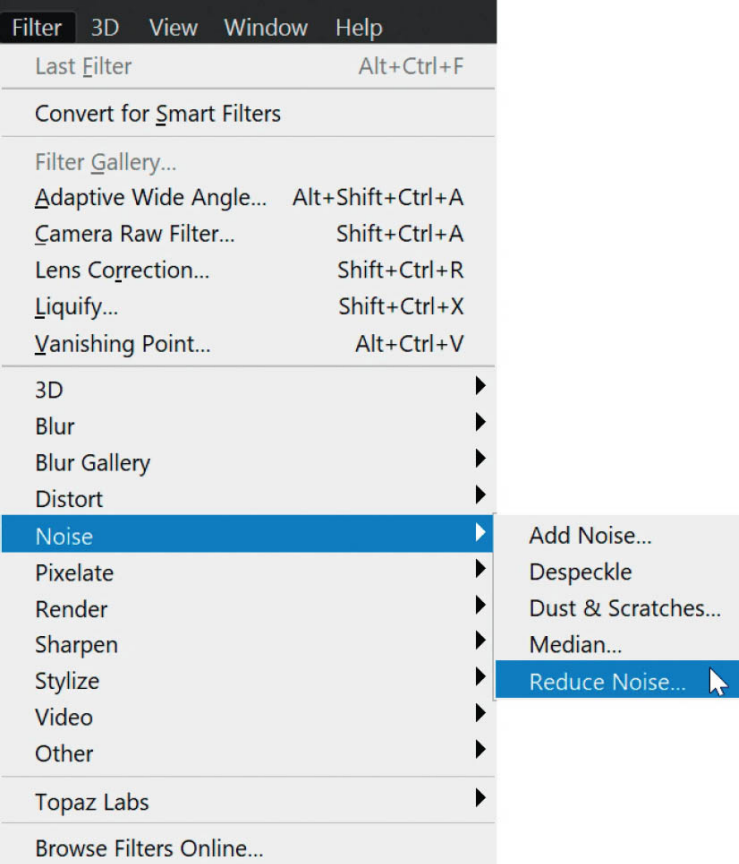 Filter 3D View Window Help
Last Filter Alt+Ctrl+F
Convert for Smart Filters
Filter Gallery...
Adaptive Wide Angle... Alt+Shift+Ctrl+A
Camera Raw Filter... Shift+Ctrl+A
Lens Correction... Shift+Ctrl+R
Liquify... Shift+Ctrl+X
Vanishing Point... Alt+Ctrl+V
3D
Blur
Blur Gallery
Distort
Noise
Pixelate
Render
Sharpen
Stylize
Video
Other
Topaz Labs
Browse Filters Online...
Add Noise...
Despeckle
Dust & Scratches...
Median...
Reduce Noise...